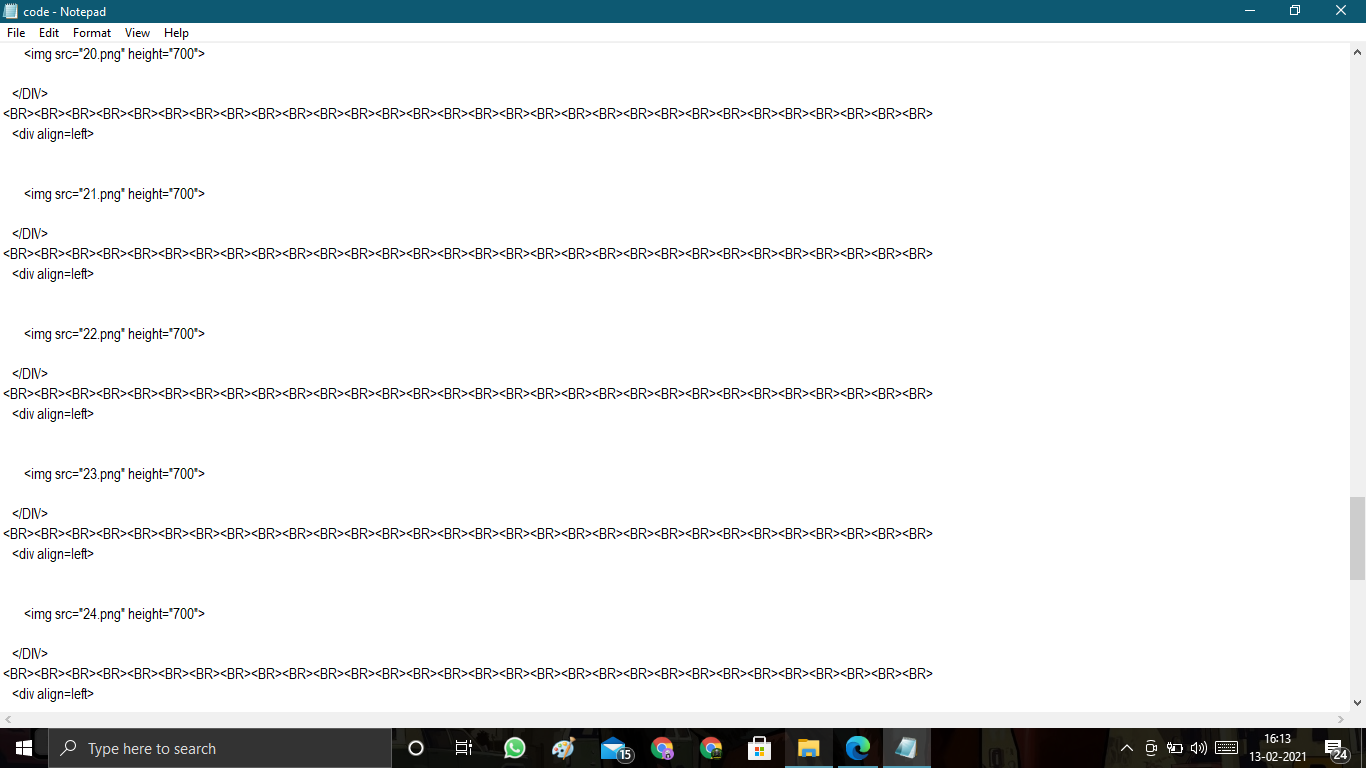 code - Notepad
File Edit Format View Help
<img src="20.png" height="700">
</DIV>
<BR><BR><BR><BR><BR><BR><BR><BR><BR><BR><BR><BR><BR><BR><BR><BR><BR><BR><BR><BR><BR><BR><BR><BR><BR><BR><BR><BR><BR><BR>
<div align=left>
<img src="21.png" height="700">
</DIV>
<BR><BR><BR><BR><BR><BR><BR><BR><BR><BR><BR><BR><BR><BR><BR><BR><BR><BR><BR><BR><BR><BR><BR><BR><BR><BR><BR><BR><BR><BR>
<div align=left>
<img src="22.png" height="700">
</DIV>
<BR><BR><BR><BR><BR><BR><BR><BR><BR><BR><BR><BR><BR><BR><BR><BR><BR><BR><BR><BR><BR><BR><BR><BR><BR><BR><BR><BR><BR><BR>
<div align=left>
<img src="23.png" height="700">
</DIV>
<BR><BR><BR><BR><BR><BR><BR><BR><BR><BR><BR><BR><BR><BR><BR><BR><BR><BR><BR><BR><BR><BR><BR><BR><BR><BR><BR><BR><BR><BR>
<div align=left>
<img src="24.png" height="700">
</DIV>
<BR><BR><BR><BR><BR><BR><BR><BR><BR><BR><BR><BR><BR><BR><BR><BR><BR><BR><BR><BR><BR><BR><BR><BR><BR><BR><BR><BR><BR><BR>
<div align=left>
Type here to search
15
16:13
13-02-2021
24